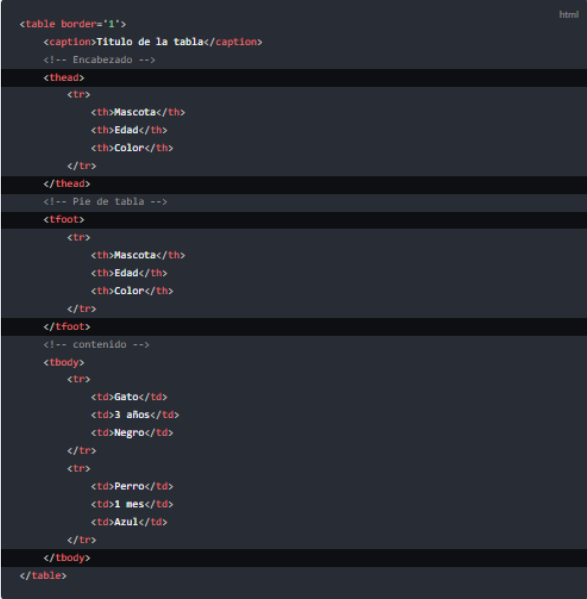 html
<table border='1'>
    <caption>Titulo de la tabla</caption>
    <!-- Encabezado -->
    <thead>
        <tr>
            <th>Mascota</th>
            <th>Edad</th>
            <th>Color</th>
        </tr>
    </thead>
    <!-- Pie de tabla -->
    <tfoot>
        <tr>
            <th>Mascota</th>
            <th>Edad</th>
            <th>Color</th>
        </tr>
    </tfoot>
    <!-- contenido -->
    <tbody>
        <tr>
            <td>Gato</td>
            <td>3 años</td>
            <td>Negro</td>
        </tr>
        <tr>
            <td>Perro</td>
            <td>1 mes</td>
            <td>Azul</td>
        </tr>
    </tbody>
</table>